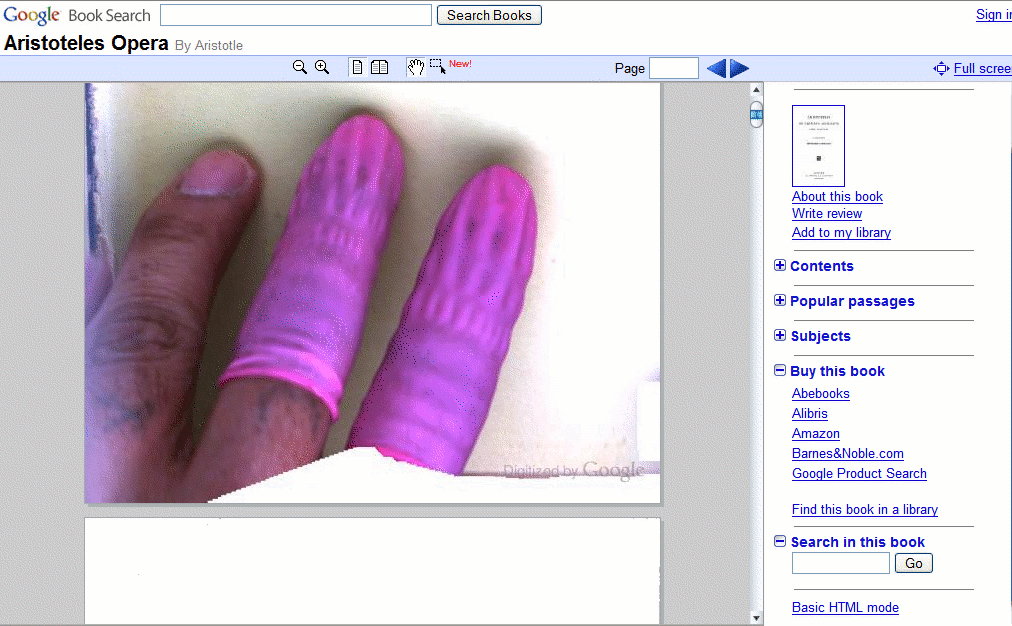 Google Book Search Search Books Sign in
Aristoteles Opera By Aristotle
New! Page Full scree
About this book
Write review
Add to my library
Contents
Popular passages
Subjects
Buy this book
Abebooks
Alibris
Amazon
Barnes&Noble.com
Digitized by Google
Google Product Search
Find this book in a library
Search in this book
Go
Basic HTML mode